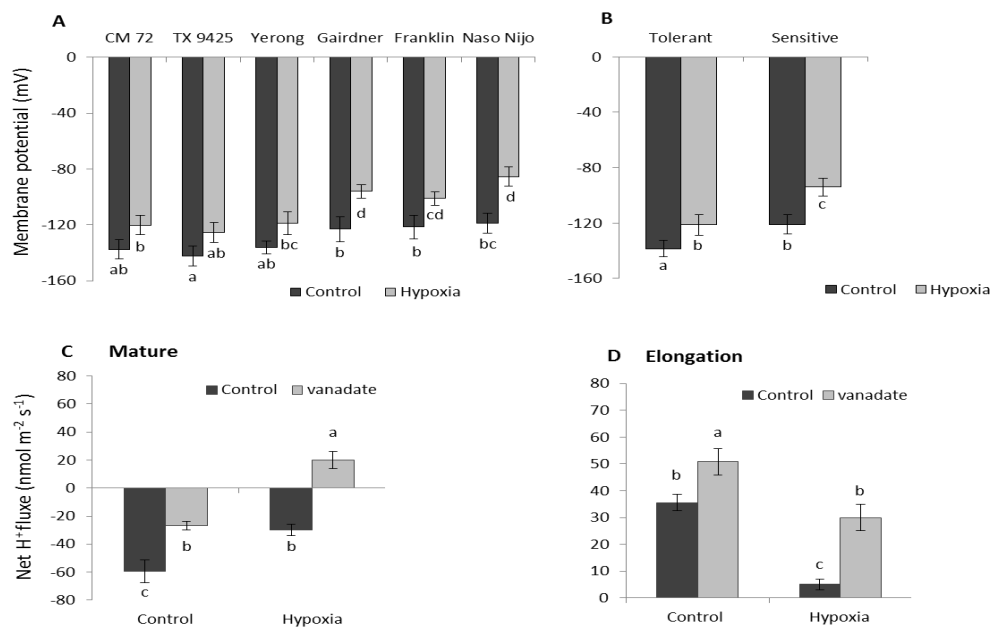 A
CM 72 TX 9425 Yerong Gairdner Franklin Naso Nijo
Membrane potential (mV)
0
-40
-80
-120
-160
ab b a ab ab bc b d b cd bc d
Control Hypoxia
B
Tolerant Sensitive
0
-40
-80
-120
-160
a b b c
Control Hypoxia
C Mature
Net H⁺fluxe (nmol m⁻² s⁻¹)
80
60
40
20
0
-20
-40
-60
-80
Control vanadate
c b b a
Control Hypoxia
D Elongation
80
70
60
50
40
30
20
10
0
Control vanadate
b a c b
Control Hypoxia